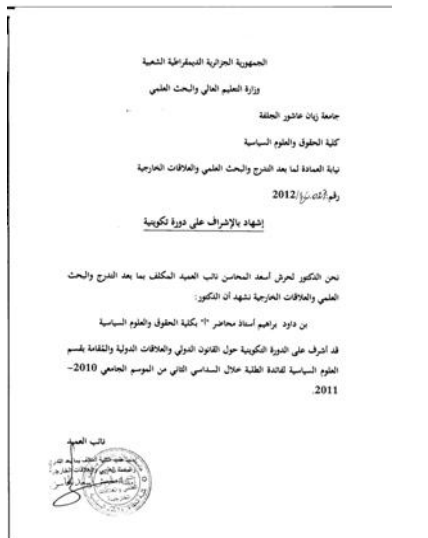 الجمهورية الجزائرية الديمقراطية الشعبية
وزارة التعليم العالي والبحث العلمي
جامعة زيان عاشور الجلفة
كلية الحقوق والعلوم السياسية
نيابة العمادة لما بعد التدرج والبحث العلمي والعلاقات الخارجية
رقم: /2012
إشهاد بالإشراف على دورة تكوينية
نحن الدكتور لحرش أسعد المحاسن نائب العميد المكلف بما بعد التدرج والبحث
العلمي والعلاقات الخارجية نشهد أن الدكتور:
بن داود براهيم أستاذ محاضر "أ" بكلية الحقوق والعلوم السياسية
قد أشرف على الدورة التكوينية حول القانون الدولي والعلاقات الدولية والمقامة بقسم
العلوم السياسية لفائدة الطلبة خلال السداسي الثاني من الموسم الجامعي 2010-
2011.
نائب العميد